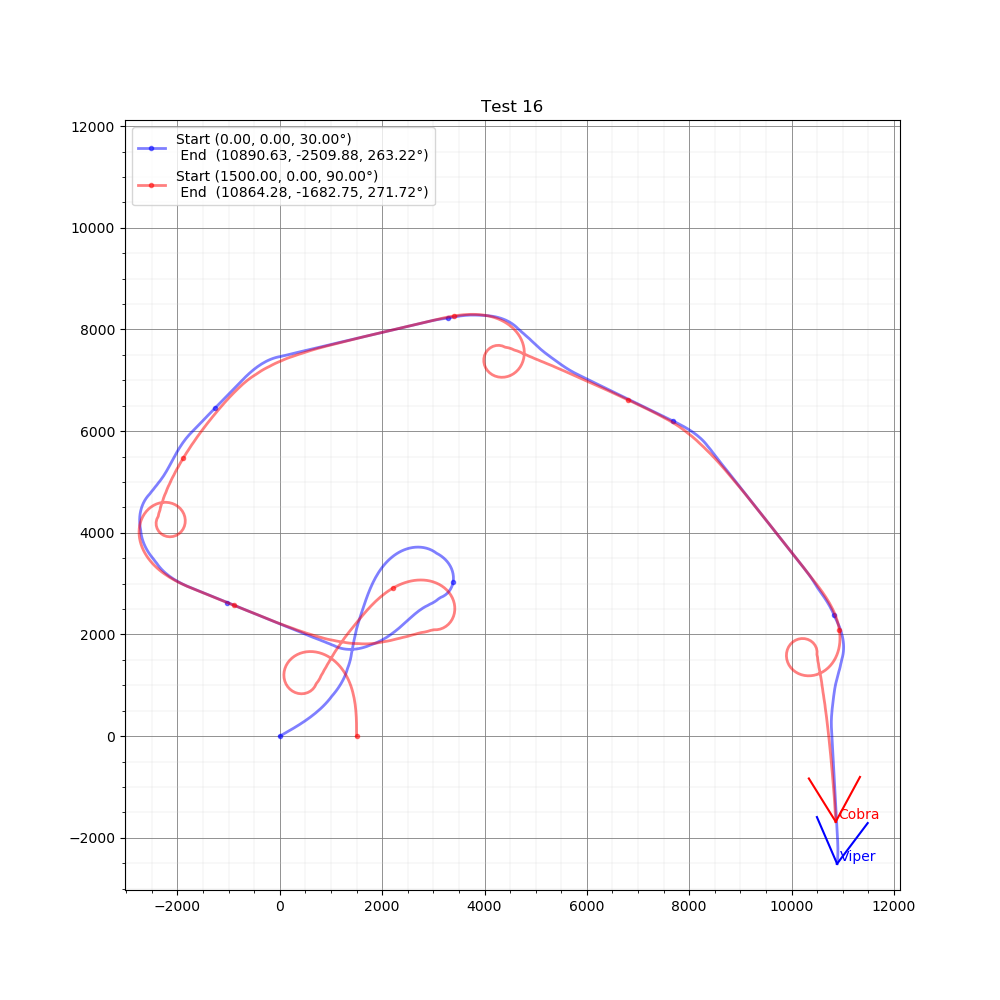 Test 16
Start (0.00, 0.00, 30.00°)
End (10890.63, -2509.88, 263.22°)
Start (1500.00, 0.00, 90.00°)
End (10864.28, -1682.75, 271.72°)
12000
10000
8000
6000
4000
2000
0
−2000
Cobra
Viper
−2000 0 2000 4000 6000 8000 10000 12000